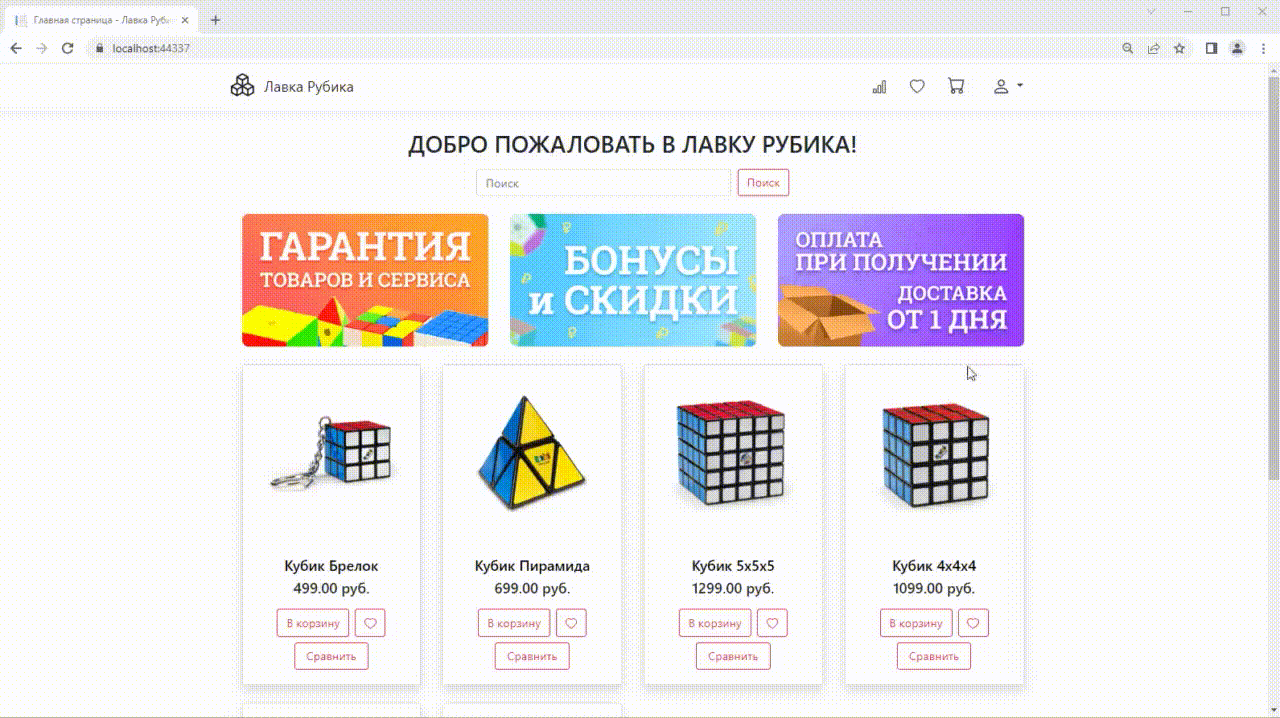 Главная страница - Лавка Руби
localhost:44337
Лавка Рубика
ДОБРО ПОЖАЛОВАТЬ В ЛАВКУ РУБИКА!
Поиск Поиск
ГАРАНТИЯ
ТОВАРОВ И СЕРВИСА
БОНУСЫ
и СКИДКИ
ОПЛАТА
ПРИ ПОЛУЧЕНИИ
ДОСТАВКА
ОТ 1 ДНЯ
Кубик Брелок
499.00 руб.
В корзину
Сравнить
Кубик Пирамида
699.00 руб.
В корзину
Сравнить
Кубик 5x5x5
1299.00 руб.
В корзину
Сравнить
Кубик 4x4x4
1099.00 руб.
В корзину
Сравнить